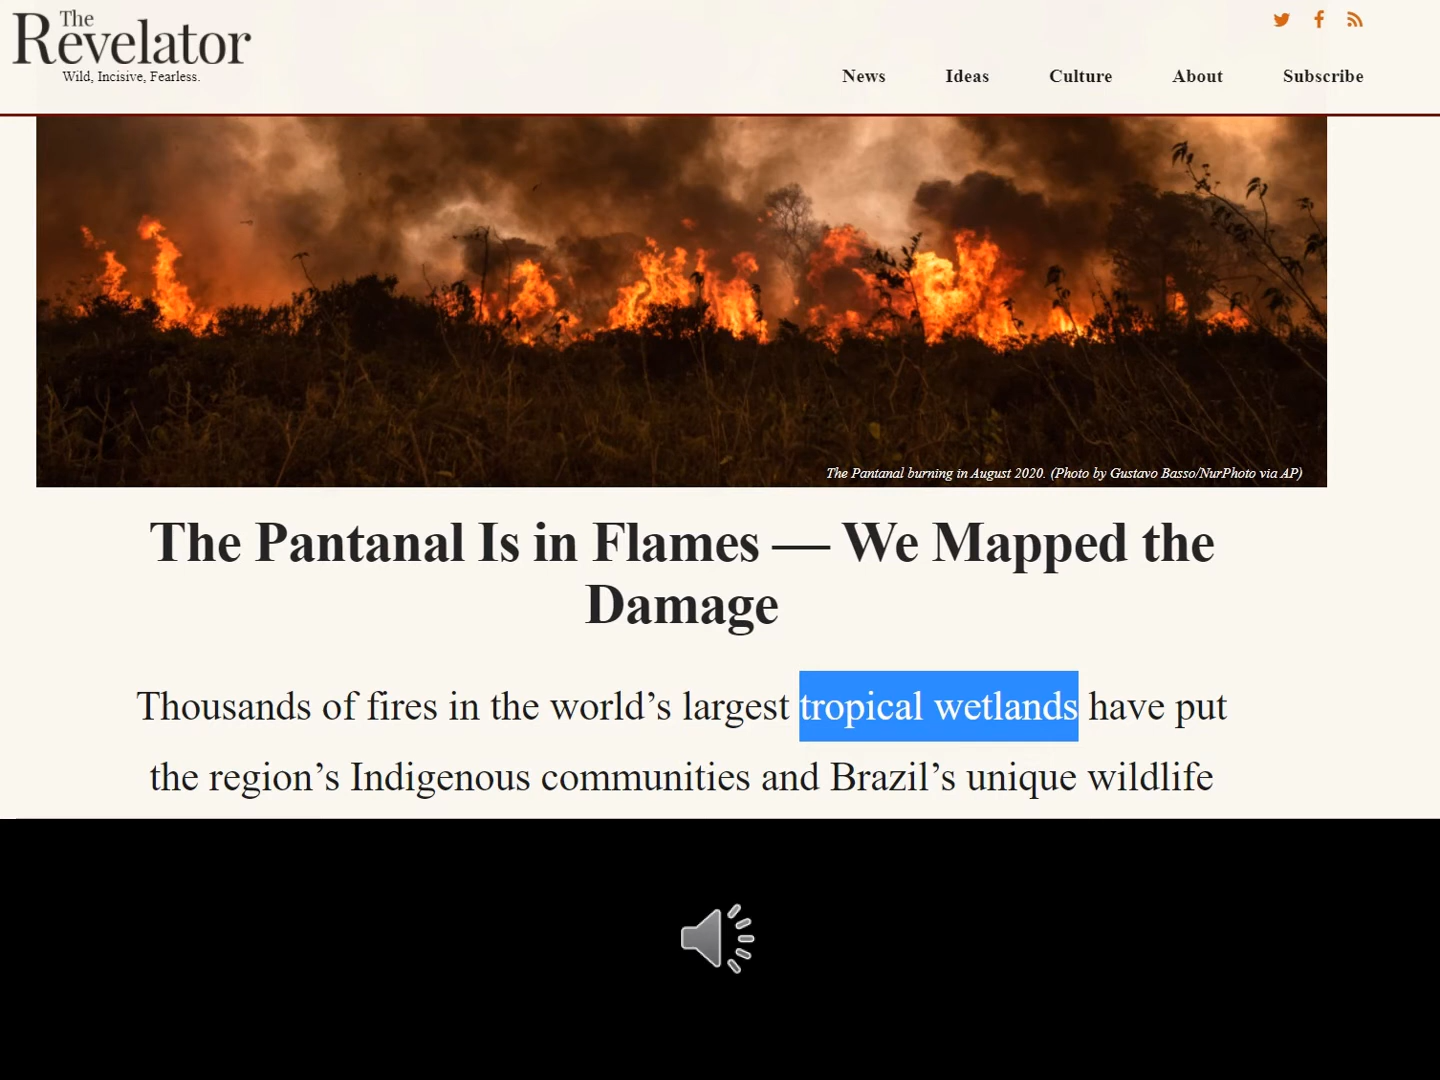 The
Revelator
Wild, Incisive, Fearless.
News Ideas Culture About Subscribe
The Pantanal burning in August 2020. (Photo by Gustavo Basso/NurPhoto via AP)
The Pantanal Is in Flames — We Mapped the
Damage
Thousands of fires in the world’s largest tropical wetlands have put
the region’s Indigenous communities and Brazil’s unique wildlife